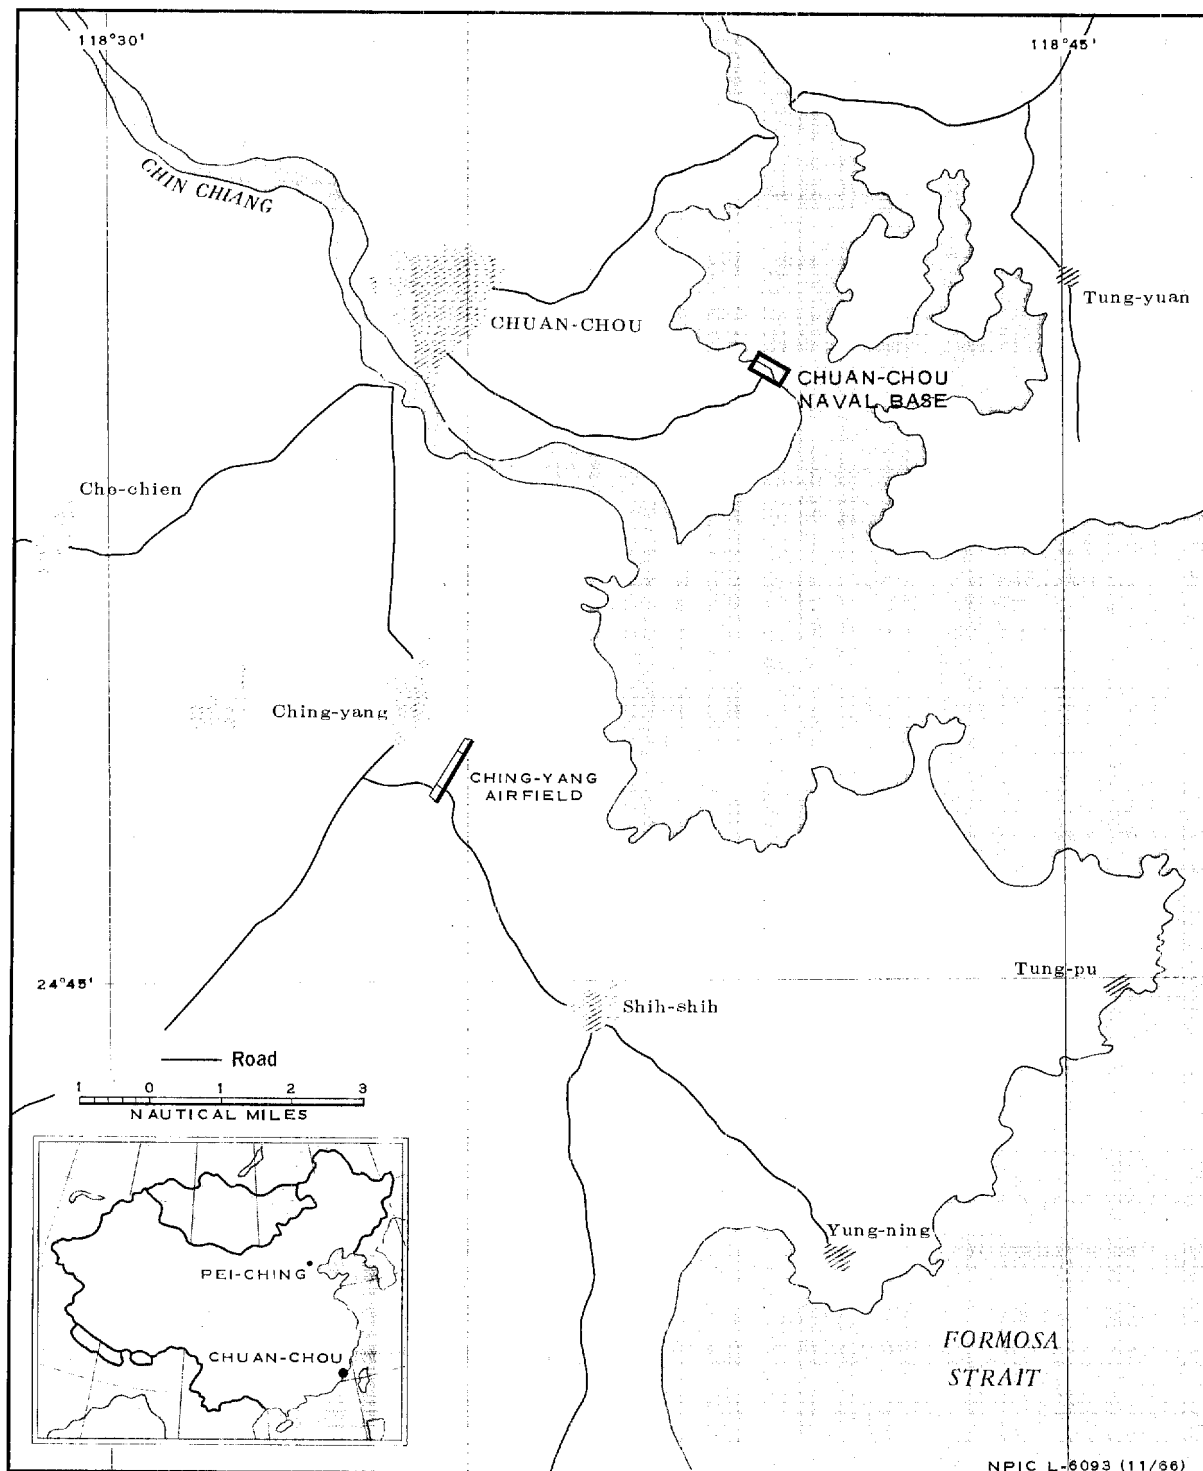 118°30'
118°45'
CHIN CHIANG
Tung-yuan
CHUAN-CHOU
CHUAN-CHOU
NAVAL BASE
Cho-chien
Ching-yang
CHING-YANG
AIRFIELD
24°45'
Tung-pu
Shih-shih
Road
1 0 1 2 3
NAUTICAL MILES
Yung-ning
PEI-CHING
CHUAN-CHOU
FORMOSA
STRAIT
NPIC L-6093 (11/66)